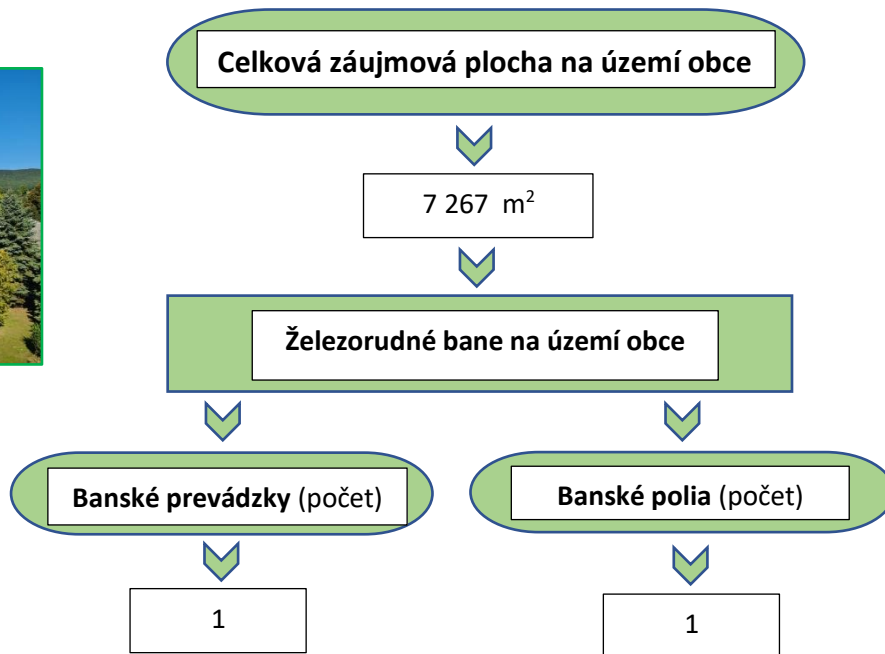 Celková záujmová plocha na území obce
7 267 m²
Železorudné bane na území obce
Banské prevádzky (počet)
Banské polia (počet)
1
1